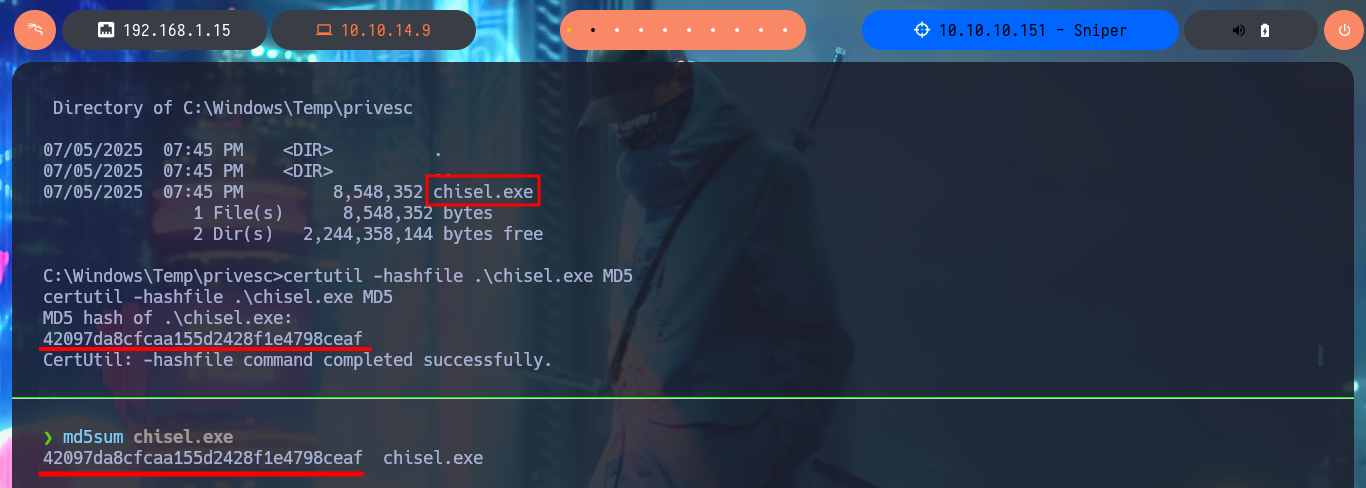 192.168.1.15 10.10.14.9 10.10.10.151 - Sniper
Directory of C:\Windows\Temp\privesc
07/05/2025 07:45 PM <DIR> .
07/05/2025 07:45 PM <DIR> ..
07/05/2025 07:45 PM 8,548,352 chisel.exe
1 File(s) 8,548,352 bytes
2 Dir(s) 2,244,358,144 bytes free
C:\Windows\Temp\privesc>certutil -hashfile .\chisel.exe MD5
certutil -hashfile .\chisel.exe MD5
MD5 hash of .\chisel.exe:
42097da8cfcaa155d2428f1e4798ceaf
CertUtil: -hashfile command completed successfully.
❯ md5sum chisel.exe
42097da8cfcaa155d2428f1e4798ceaf chisel.exe